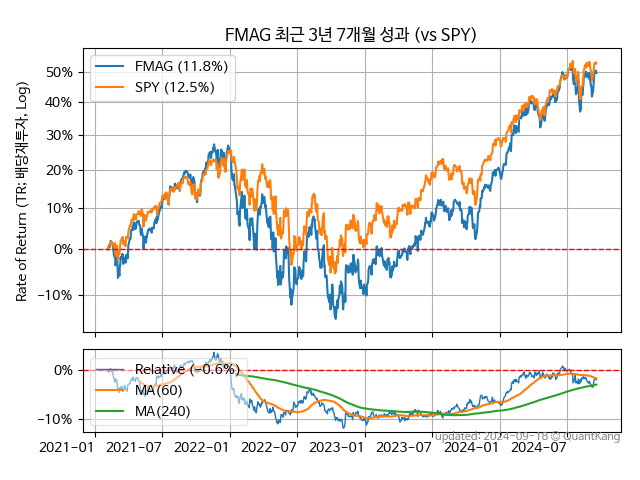 FMAG 최근 3년 7개월 성과 (vs SPY)
Rate of Return (TR: 배당재투자, Log)
FMAG (11.8%)
SPY (12.5%)
50%
40%
30%
20%
10%
0%
−10%
Relative (−0.6%)
MA(60)
MA(240)
0%
−10%
2021−01
2021−07
2022−01
2022−07
2023−01
2023−07
2024−01
2024−07
updated: 2024-09-18 © QuantKang